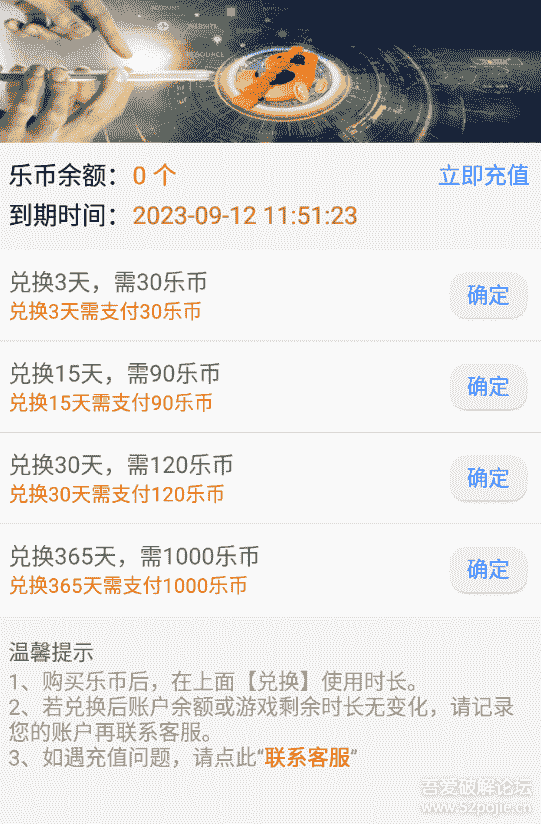 乐币余额：0 个
立即充值
到期时间：2023-09-12 11:51:23
兑换3天，需30乐币
兑换3天需支付30乐币
确定
兑换15天，需90乐币
兑换15天需支付90乐币
确定
兑换30天，需120乐币
兑换30天需支付120乐币
确定
兑换365天，需1000乐币
兑换365天需支付1000乐币
确定
温馨提示
1、购买乐币后，在上面【兑换】使用时长。
2、若兑换后账户余额或游戏剩余时长无变化，请记录
您的账户再联系客服。
3、如遇充值问题，请点此“联系客服”
吾爱破解论坛
www.52pojie.cn